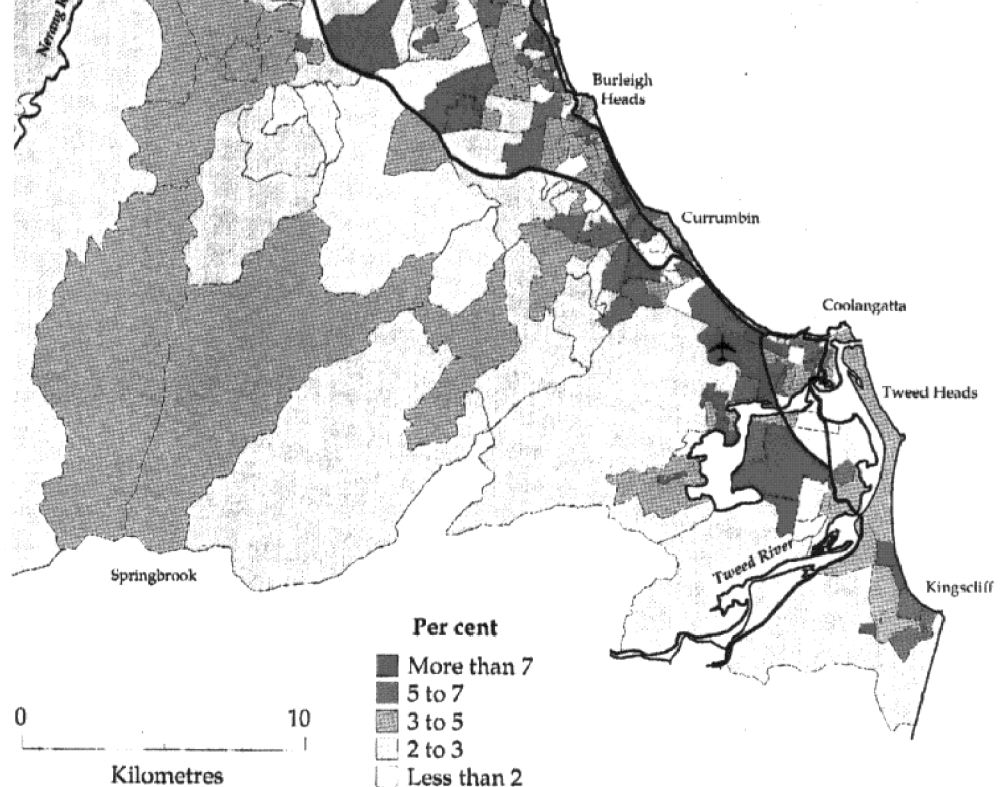 Nerang
Burleigh
Heads
Currumbin
Coolangatta
Tweed Heads
Springbrook
Tweed River
Kingscliff
Per cent
More than 7
5 to 7
3 to 5
2 to 3
Less than 2
0 10
Kilometres